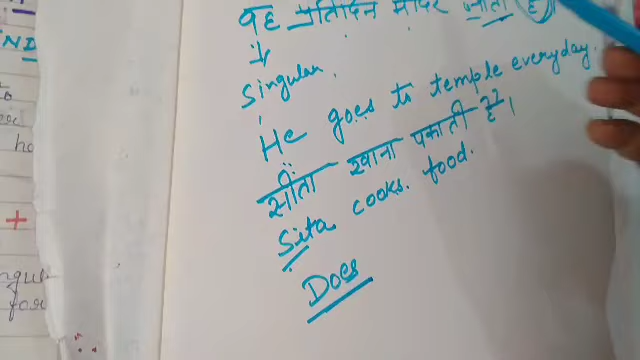 वह प्रतिदिन मंदिर जाता है।
Singular
He goes to temple everyday.
सीता खाना पकाती है।
Sita cooks food.
Does